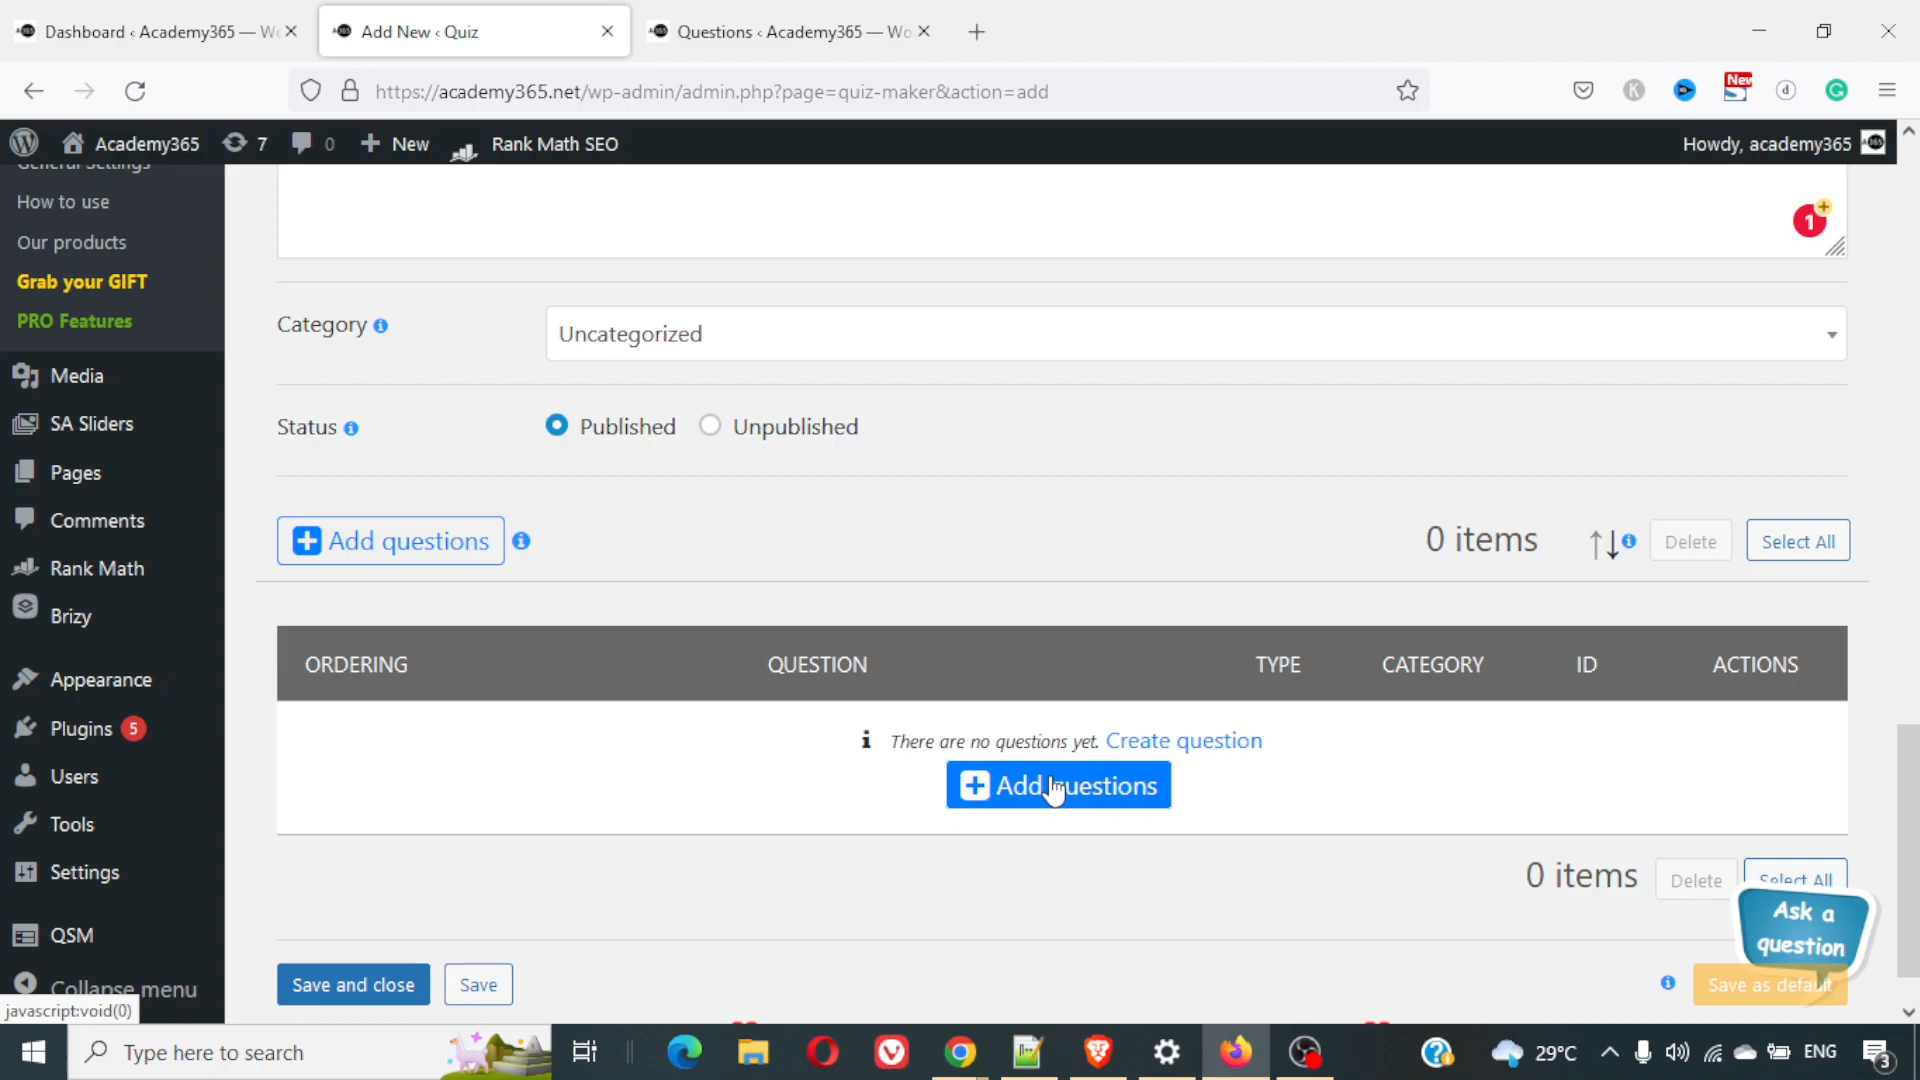 Dashboard ‹ Academy365 — Wo
Add New ‹ Quiz
Questions ‹ Academy365 — Wo
https://academy365.net/wp-admin/admin.php?page=quiz-maker&action=add
New
Academy365
7
0
New
Rank Math SEO
Howdy, academy365
General Settings
How to use
Our products
Grab your GIFT
PRO Features
Media
SA Sliders
Pages
Comments
Rank Math
Brizy
Appearance
Plugins 5
Users
Tools
Settings
QSM
Collapse menu
javascript:void(0)
1
Category
Uncategorized
Status
Published
Unpublished
Add questions
0 items
Delete
Select All
ORDERING
QUESTION
TYPE
CATEGORY
ID
ACTIONS
There are no questions yet. Create question
Add questions
0 items
Delete
Select All
Ask a
question
Save and close
Save
Save as default
Type here to search
29°C
ENG
3